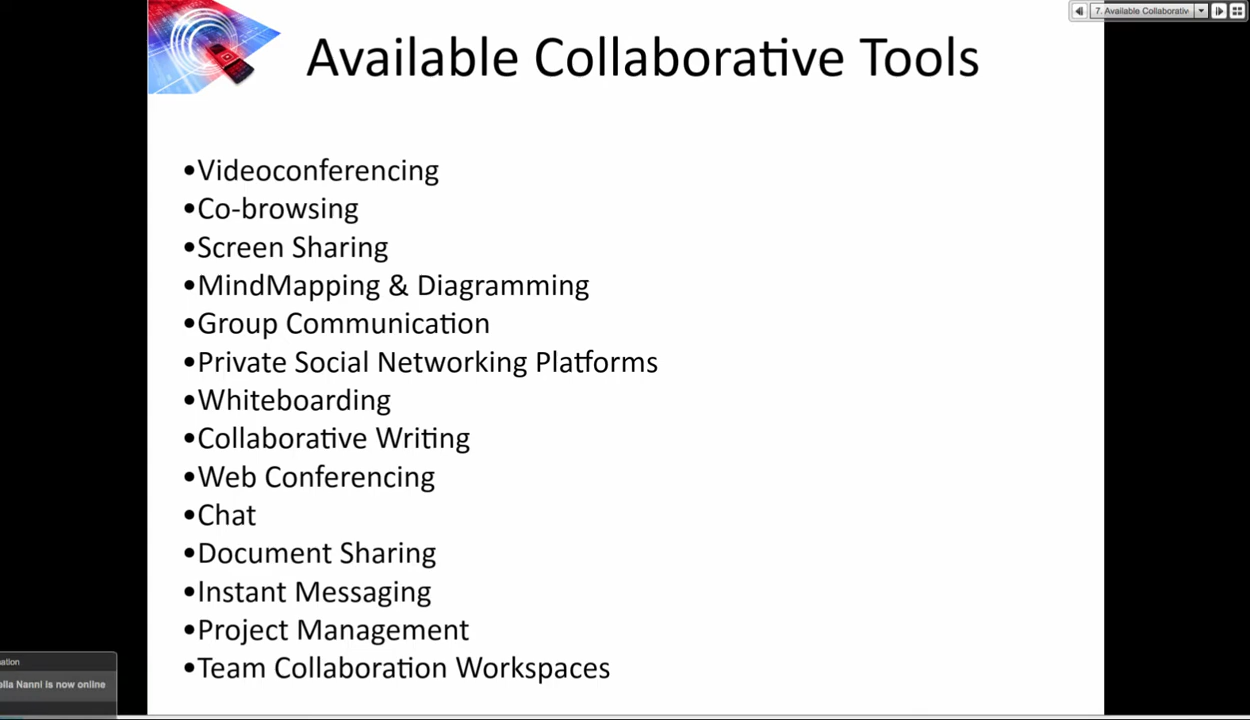 7. Available Collaborativ
Available Collaborative Tools
•Videoconferencing
•Co-browsing
•Screen Sharing
•MindMapping & Diagramming
•Group Communication
•Private Social Networking Platforms
•Whiteboarding
•Collaborative Writing
•Web Conferencing
•Chat
•Document Sharing
•Instant Messaging
•Project Management
•Team Collaboration Workspaces
ation
ella Nanni is now online